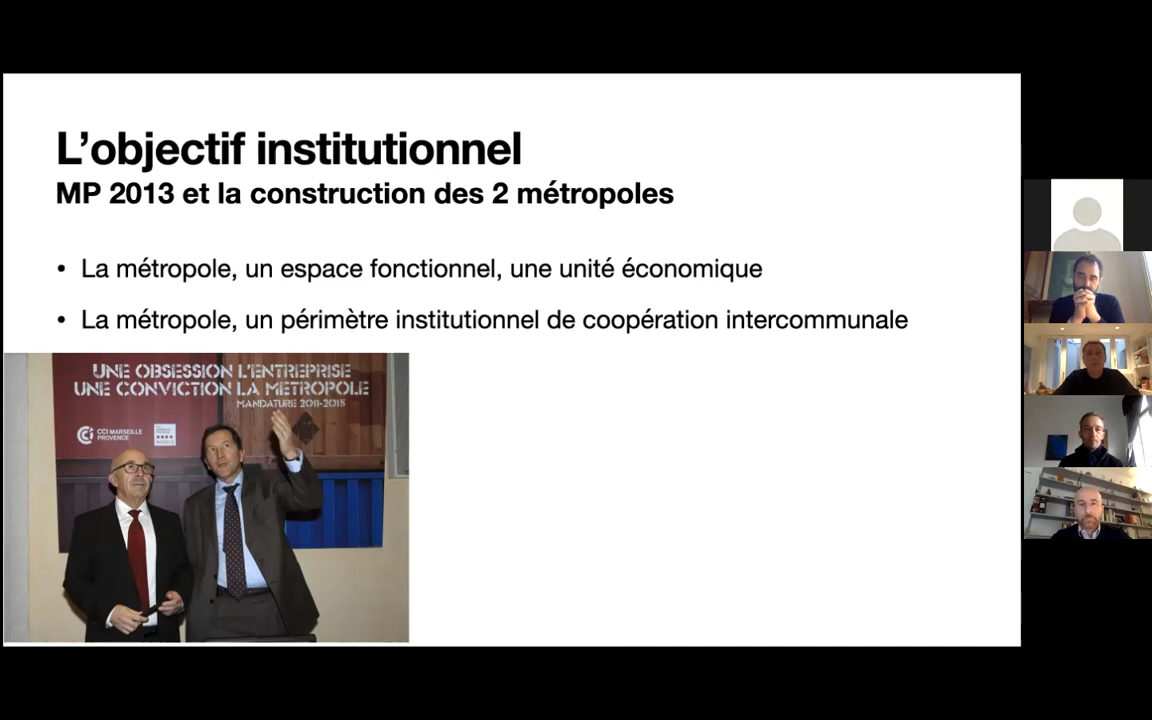 L'objectif institutionnel
MP 2013 et la construction des 2 métropoles
• La métropole, un espace fonctionnel, une unité économique
• La métropole, un périmètre institutionnel de coopération intercommunale
UNE OBSESSION L'ENTREPRISE
UNE CONVICTION LA METROPOLE
MANDATURE 2011-2015
CCI MARSEILLE
PROVENCE